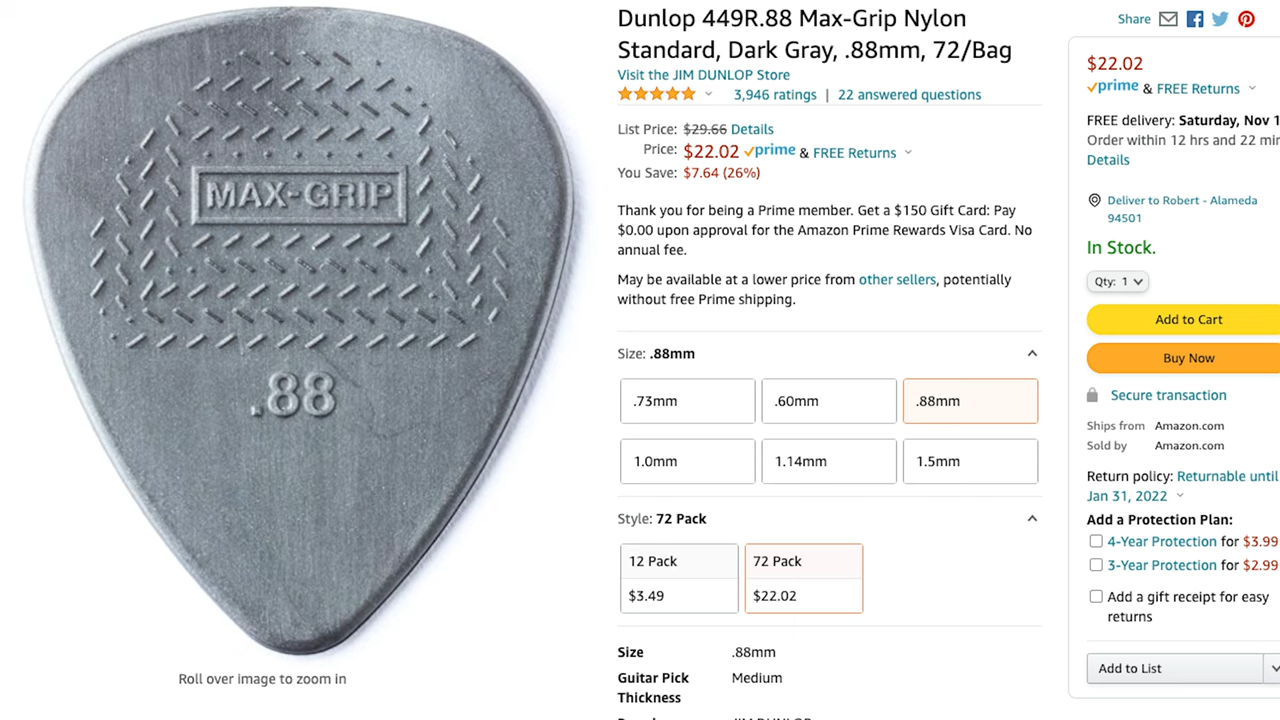 MAX-GRIP
.88
Roll over image to zoom in
Dunlop 449R.88 Max-Grip Nylon
Standard, Dark Gray, .88mm, 72/Bag
Visit the JIM DUNLOP Store
3,946 ratings | 22 answered questions
List Price: $29.66 Details
Price: $22.02 prime & FREE Returns
You Save: $7.64 (26%)
Thank you for being a Prime member. Get a $150 Gift Card: Pay
$0.00 upon approval for the Amazon Prime Rewards Visa Card. No
annual fee.
May be available at a lower price from other sellers, potentially
without free Prime shipping.
Size: .88mm
.73mm
.60mm
.88mm
1.0mm
1.14mm
1.5mm
Style: 72 Pack
12 Pack
$3.49
72 Pack
$22.02
Size .88mm
Guitar Pick Medium
Thickness
Share
$22.02
prime & FREE Returns
FREE delivery: Saturday, Nov 1
Order within 12 hrs and 22 min
Details
Deliver to Robert - Alameda
94501
In Stock.
Qty: 1
Add to Cart
Buy Now
Secure transaction
Ships from Amazon.com
Sold by Amazon.com
Return policy: Returnable until
Jan 31, 2022
Add a Protection Plan:
4-Year Protection for $3.99
3-Year Protection for $2.99
Add a gift receipt for easy
returns
Add to List